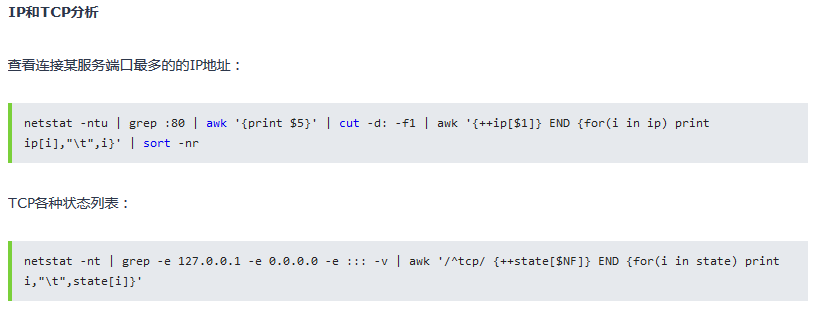 IP和TCP分析
查看连接某服务端口最多的的IP地址：
netstat -ntu | grep :80 | awk '{print $5}' | cut -d: -f1 | awk '{++ip[$1]} END {for(i in ip) print
ip[i],"\t",i}' | sort -nr
TCP各种状态列表：
netstat -nt | grep -e 127.0.0.1 -e 0.0.0.0 -e ::: -v | awk '/^tcp/ {++state[$NF]} END {for(i in state) print
i,"\t",state[i]}'